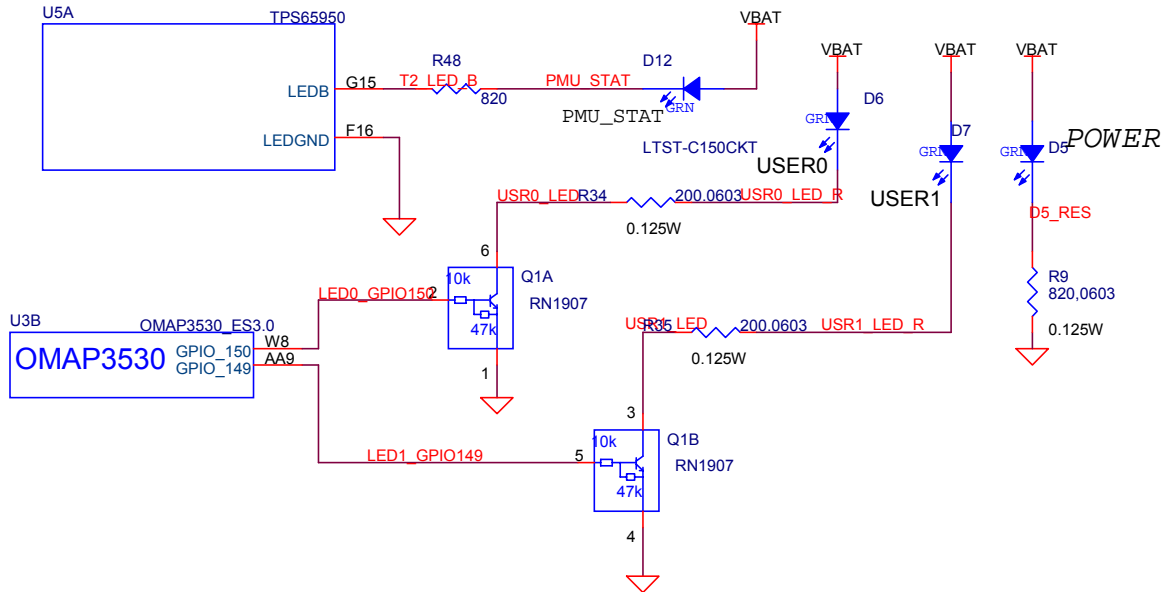 U5A
TPS65950
VBAT
R48
D12
VBAT
VBAT
VBAT
LEDB
G15
T2_LED_B
820
PMU_STAT
GRN
PMU_STAT
D6
GRN
LEDGND
F16
LTST-C150CKT
USER0
D7
GRN
USER1
GRN
D5
POWER
USR0_LED
R34
200.0603
USR0_LED_R
0.125W
D5_RES
6
10k
Q1A
LED0_GPIO150
2
RN1907
47k
R9
820,0603
0.125W
U3B
OMAP3530_ES3.0
OMAP3530
GPIO_150
W8
GPIO_149
AA9
USR1_LED
R35
200.0603
USR1_LED_R
0.125W
1
3
10k
Q1B
LED1_GPIO149
5
RN1907
47k
4